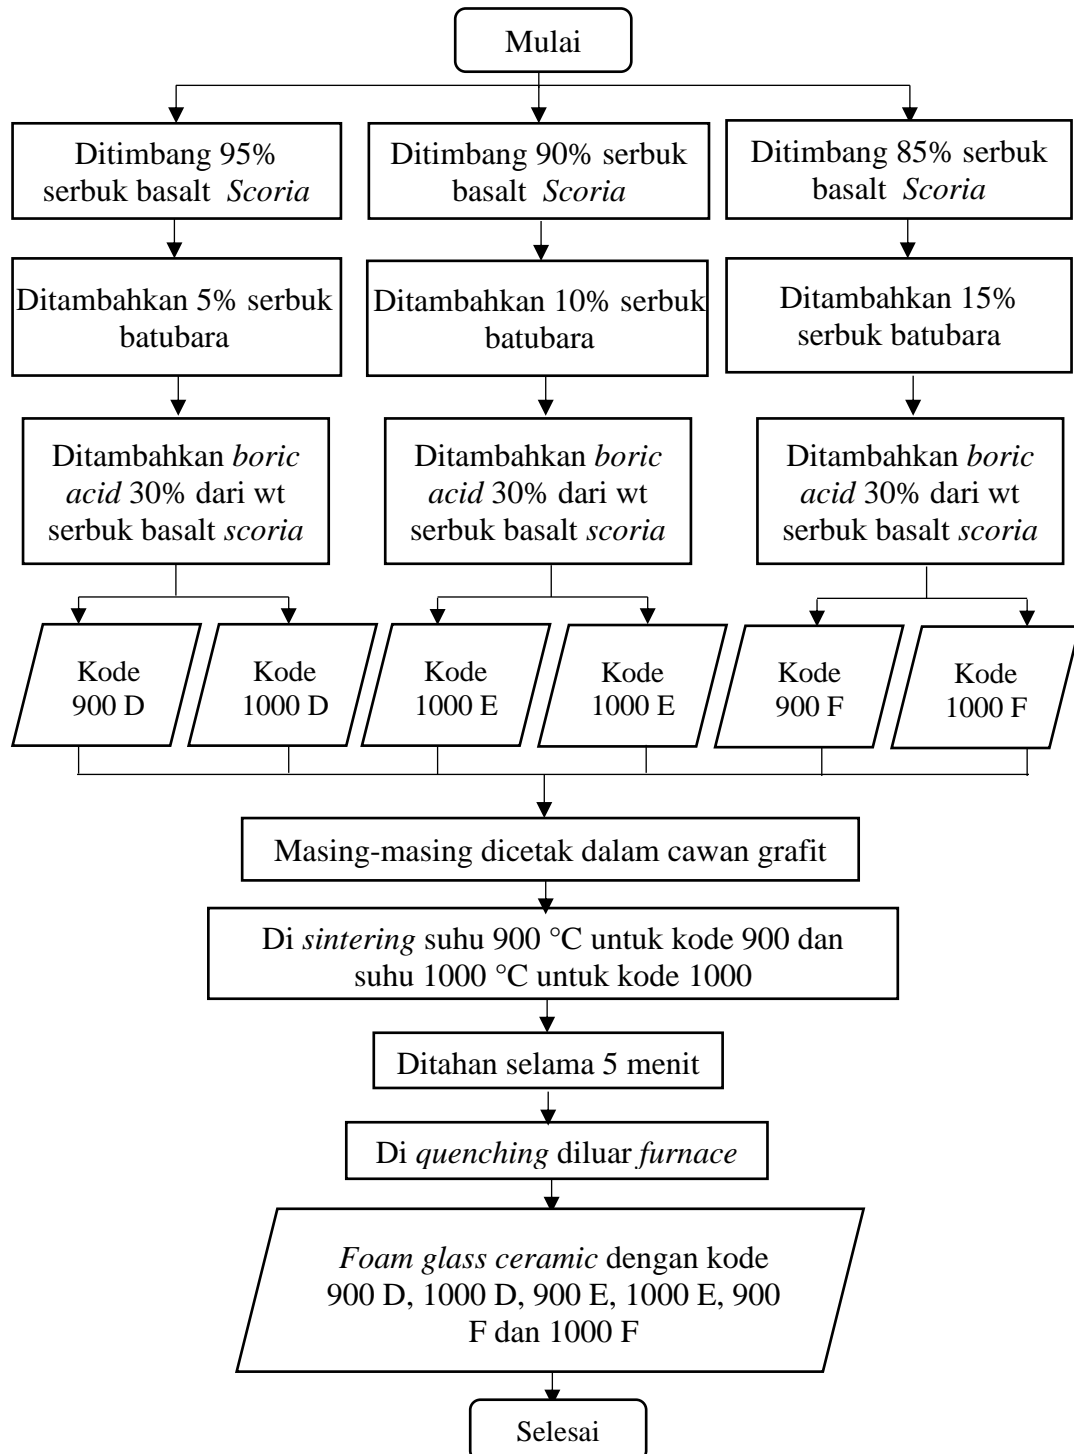 Mulai
Ditimbang 95%
serbuk basalt Scoria
Ditimbang 90% serbuk
basalt Scoria
Ditimbang 85% serbuk
basalt Scoria
Ditambahkan 5% serbuk
batubara
Ditambahkan 10% serbuk
batubara
Ditambahkan 15%
serbuk batubara
Ditambahkan boric
acid 30% dari wt
serbuk basalt scoria
Ditambahkan boric
acid 30% dari wt
serbuk basalt scoria
Ditambahkan boric
acid 30% dari wt
serbuk basalt scoria
Kode
900 D
Kode
1000 D
Kode
1000 E
Kode
1000 E
Kode
900 F
Kode
1000 F
Masing-masing dicetak dalam cawan grafit
Di sintering suhu 900 °C untuk kode 900 dan
suhu 1000 °C untuk kode 1000
Ditahan selama 5 menit
Di quenching diluar furnace
Foam glass ceramic dengan kode
900 D, 1000 D, 900 E, 1000 E, 900
F dan 1000 F
Selesai